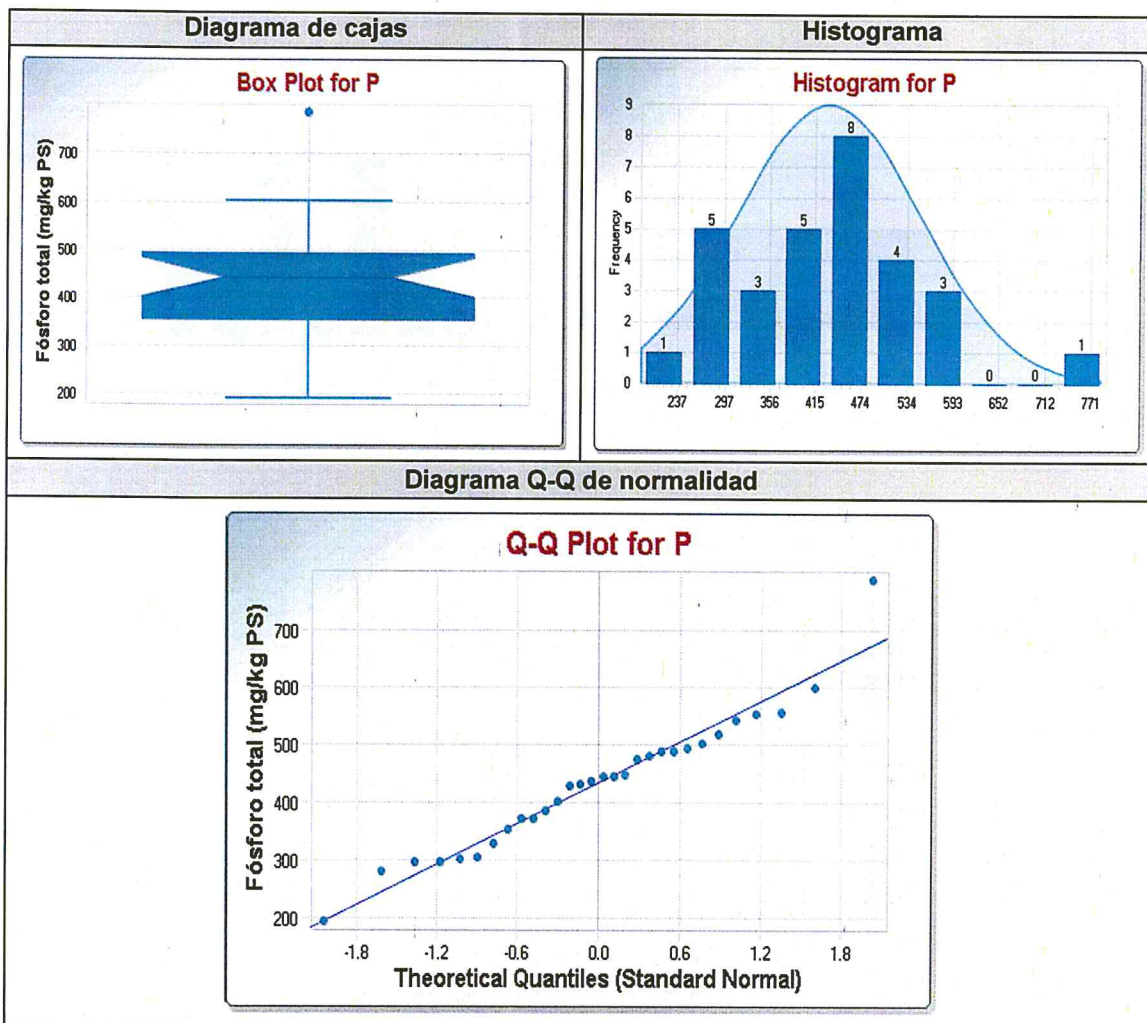 Diagrama de cajas
Histograma
Box Plot for P
Fósforo total (mg/kg PS)
700
600
500
400
300
200
Histogram for P
Frequency
9
8
7
6
5
4
3
2
1
0
1
5
3
5
8
4
3
0
0
1
237 297 356 415 474 534 593 652 712 771
Diagrama Q-Q de normalidad
Q-Q Plot for P
Fósforo total (mg/kg PS)
700
600
500
400
300
200
-1.8 -1.2 -0.6 0.0 0.6 1.2 1.8
Theoretical Quantiles (Standard Normal)